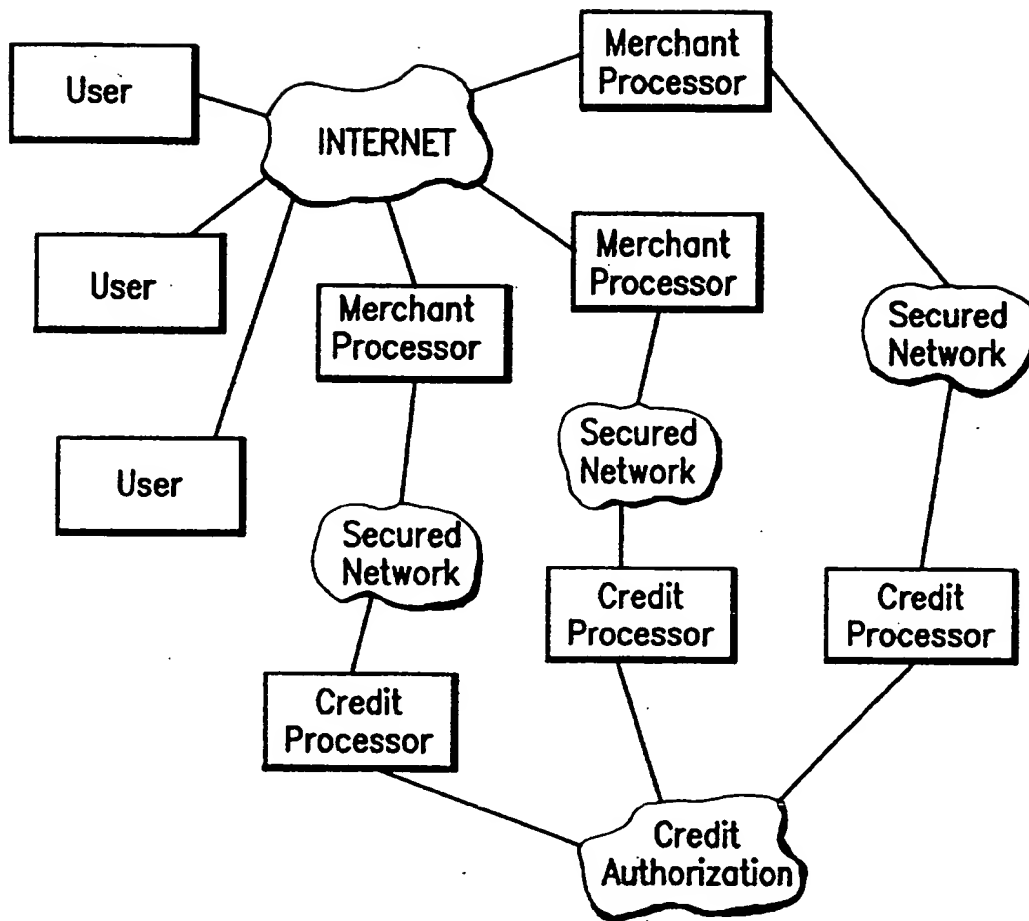 Merchant
Processor
User
INTERNET
User
Merchant
Processor
Merchant
Processor
Secured
Network
User
Secured
Network
Secured
Network
Credit
Processor
Credit
Processor
Credit
Processor
Credit
Authorization